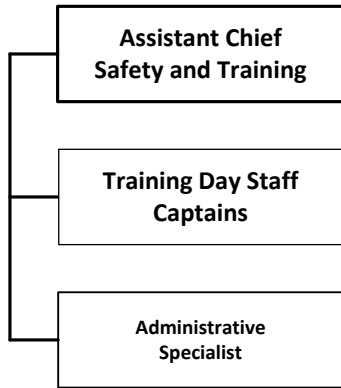 Assistant Chief
Safety and Training
Training Day Staff
Captains
Administrative
Specialist